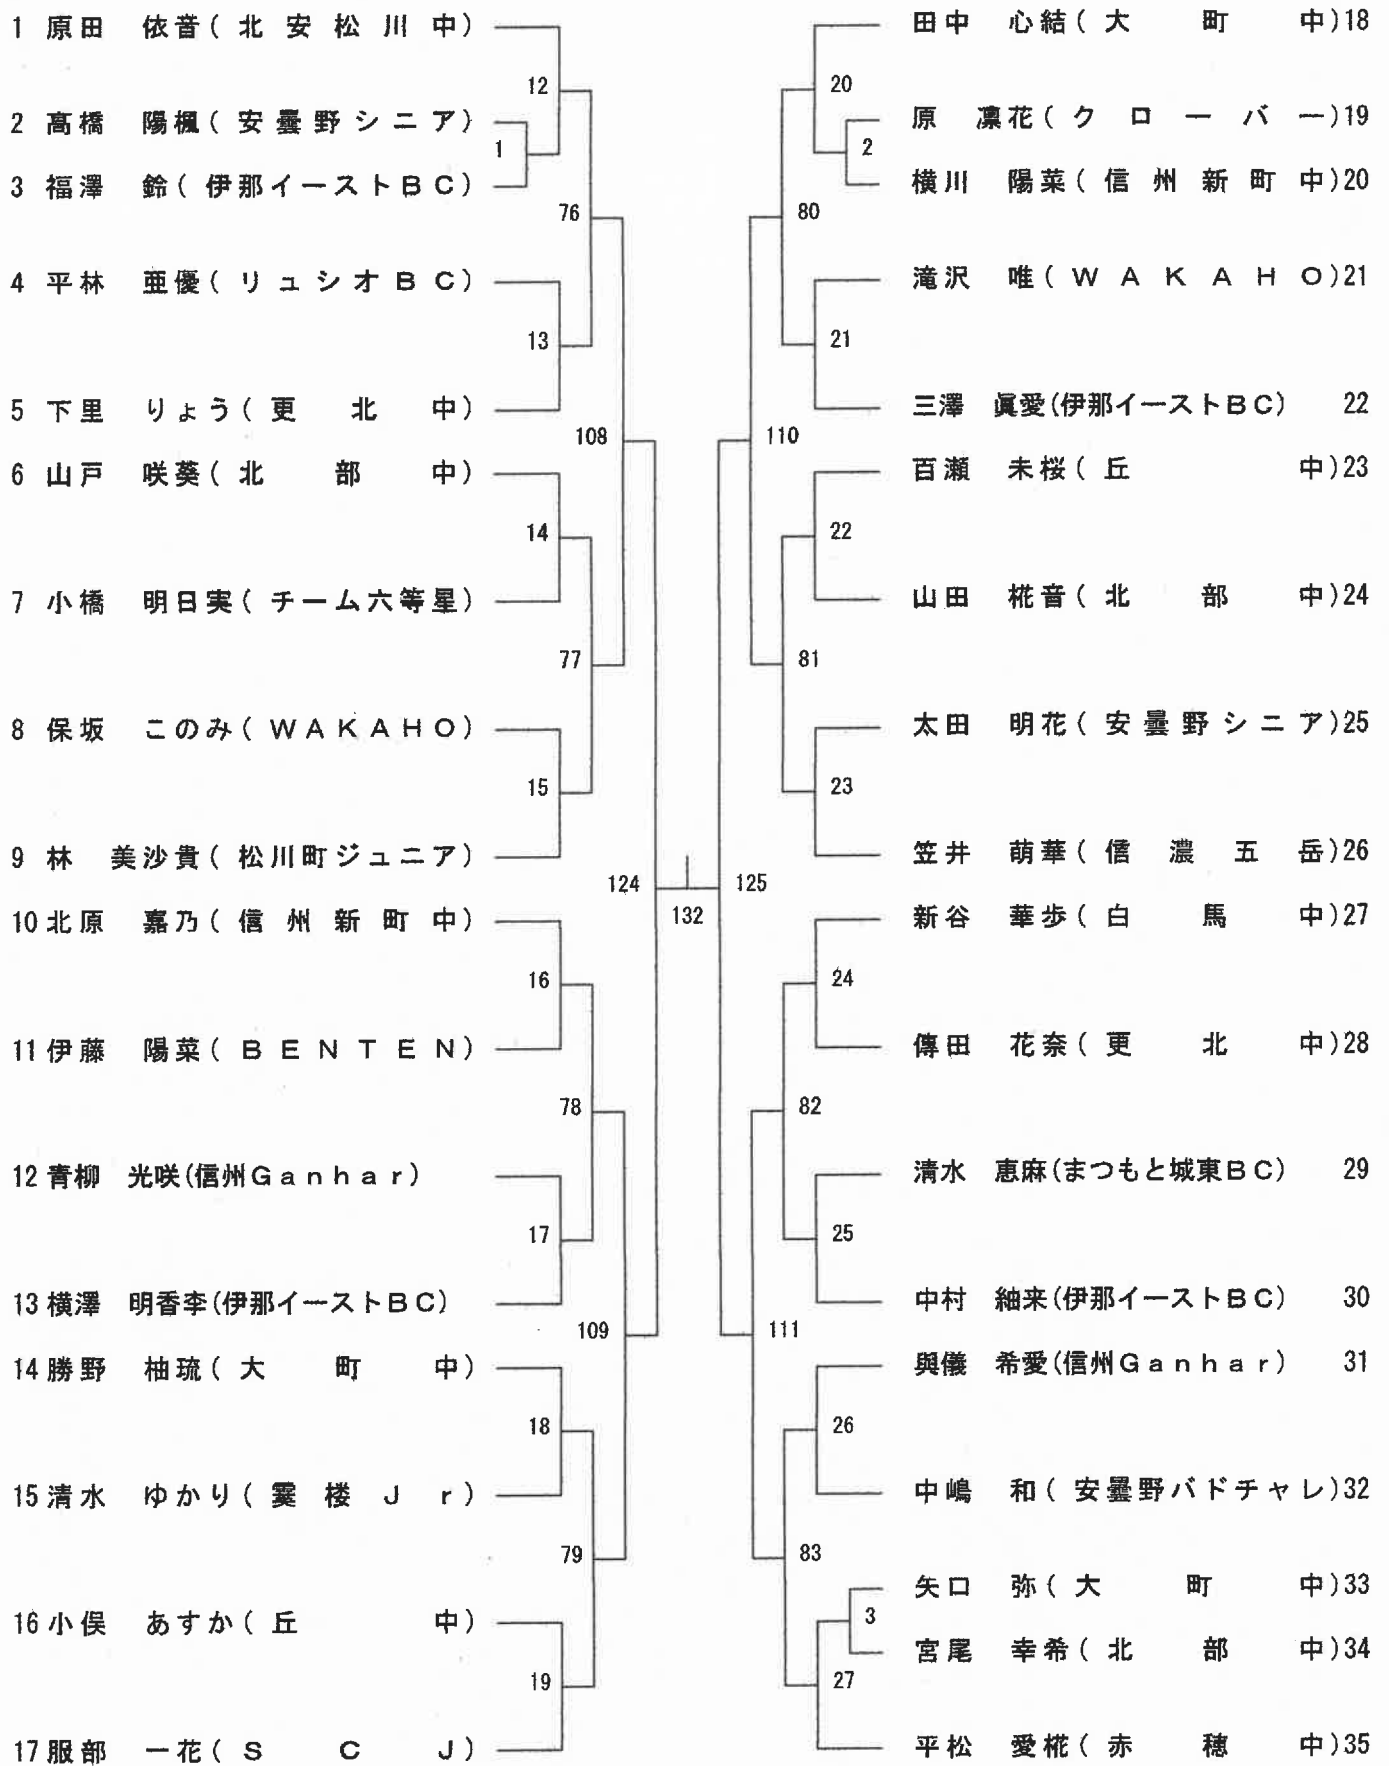 1 原田 依音(北安松川中)
12
2 髙橋 陽楓(安曇野シニア)
1
3 福澤 鈴(伊那イーストBC)
76
4 平林 亜優(リュシオBC)
13
5 下里 りょう(更北中)
108
6 山戸 咲葵(北部中)
14
7 小橋 明日実(チーム六等星)
77
8 保坂 このみ(WAKAHO)
15
9 林 美沙貴(松川町ジュニア)
124
10 北原 嘉乃(信州新町中)
16
11 伊藤 陽菜(BENTEN)
78
12 青柳 光咲(信州Ganhar)
17
13 横澤 明香李(伊那イーストBC)
109
14 勝野 柚琉(大町中)
18
15 清水 ゆかり(楼Jr)
79
16 小俣 あすか(丘中)
19
17 服部 一花(SCJ)
132
田中 心結(大町中)18
20
原 凛花(クローバー)19
2
横川 陽菜(信州新町中)20
80
滝沢 唯(WAKAHO)21
21
三澤 眞愛(伊那イーストBC) 22
110
百瀬 未桜(丘中)23
22
山田 椛音(北部中)24
81
太田 明花(安曇野シニア)25
23
笠井 萌華(信濃五岳)26
125
新谷 華歩(白馬中)27
24
傳田 花奈(更北中)28
82
清水 恵麻(まつもと城東BC) 29
25
中村 紬来(伊那イーストBC) 30
111
與儀 希愛(信州Ganhar) 31
26
中嶋 和(安曇野バドチャレ)32
83
矢口 弥(大町中)33
3
宮尾 幸希(北部中)34
27
平松 愛椛(赤穂中)35